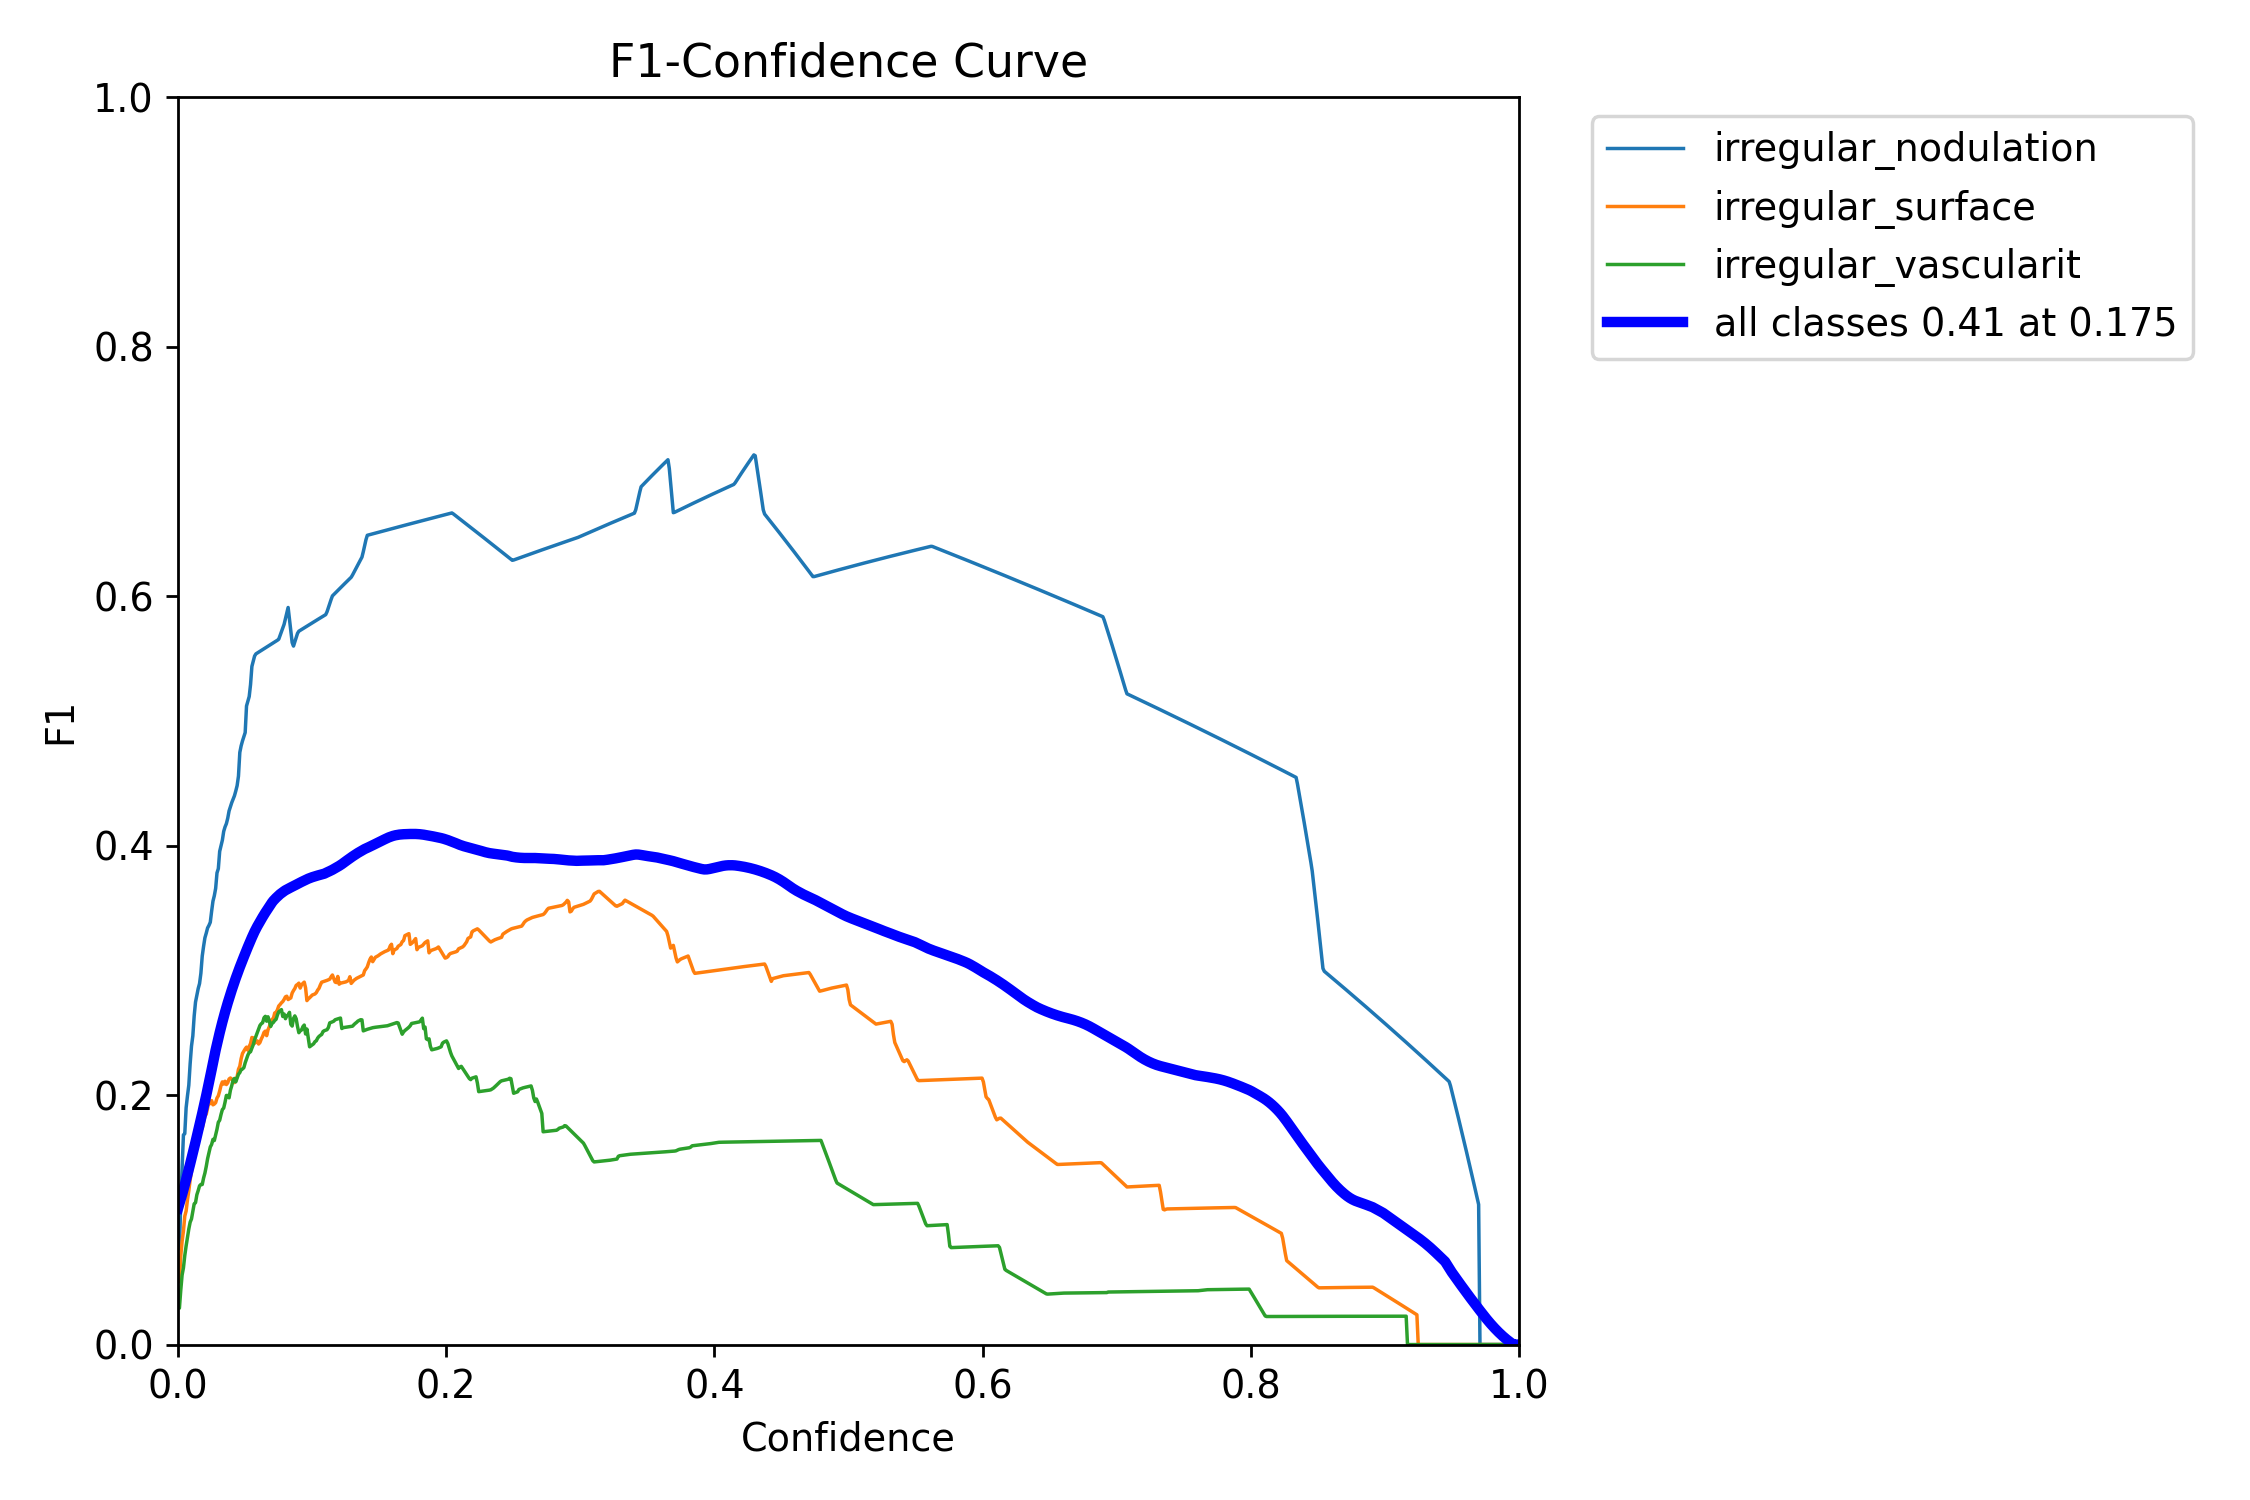 F1-Confidence Curve
1.0
0.8
0.6
0.4
0.2
0.0
F1
0.0 0.2 0.4 0.6 0.8 1.0
Confidence
irregular_nodulation
irregular_surface
irregular_vascularit
all classes 0.41 at 0.175